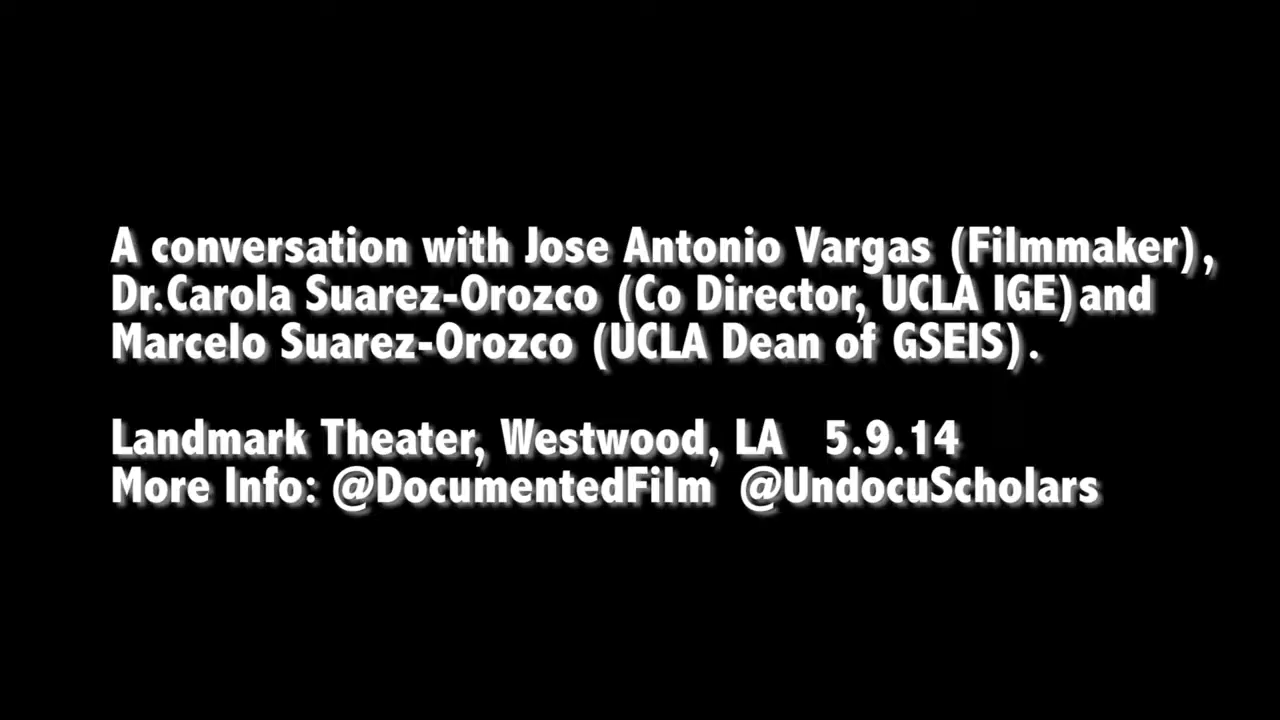 A conversation with Jose Antonio Vargas (Filmmaker),
Dr.Carola Suarez-Orozco (Co Director, UCLA IGE)and
Marcelo Suarez-Orozco (UCLA Dean of GSEIS).
Landmark Theater, Westwood, LA 5.9.14
More Info: @DocumentedFilm @UndocuScholars